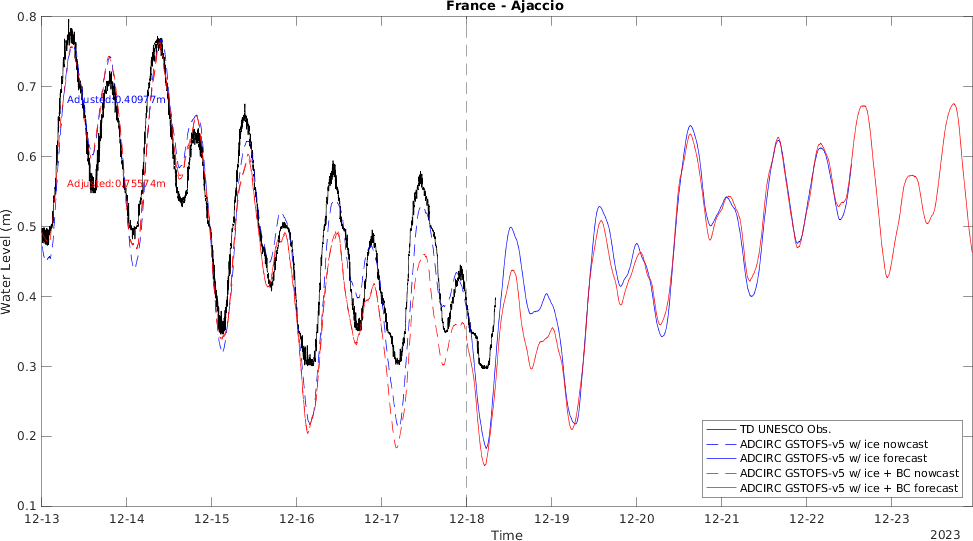 France - Ajaccio
0.8
0.7
0.6
0.5
0.4
0.3
0.2
0.1
Water Level (m)
Adjusted:0.40977m
Adjusted:0.75574m
TD UNESCO Obs.
ADCIRC GSTOFS-v5 w/ ice nowcast
ADCIRC GSTOFS-v5 w/ ice forecast
ADCIRC GSTOFS-v5 w/ ice + BC nowcast
ADCIRC GSTOFS-v5 w/ ice + BC forecast
12-13 12-14 12-15 12-16 12-17 12-18 12-19 12-20 12-21 12-22 12-23
Time
2023